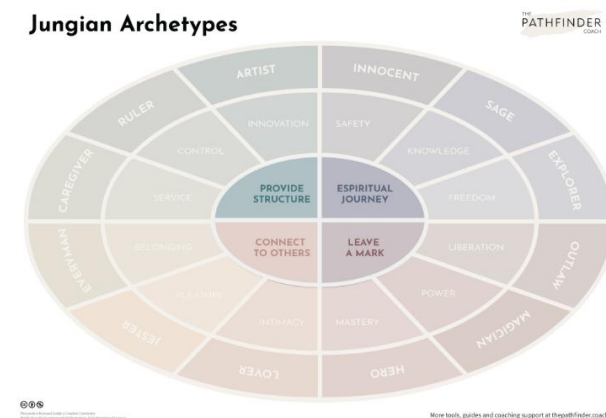 Jungian Archetypes
THE
PATHFINDER
COACH
ARTIST
INNOCENT
RULER
SAGE
INNOVATION
SAFETY
CONTROL
KNOWLEDGE
CAREGIVER
EXPLORER
SERVICE
FREEDOM
PROVIDE
STRUCTURE
ESPIRITUAL
JOURNEY
CONNECT
TO OTHERS
LEAVE
A MARK
EVERYMAN
BELONGING
LIBERATION
OUTLAW
POWER
JESTER
INTIMACY
MASTERY
MAGICIAN
LOVER
HERO
More tools, guides and coaching support at thepathfinder.coach